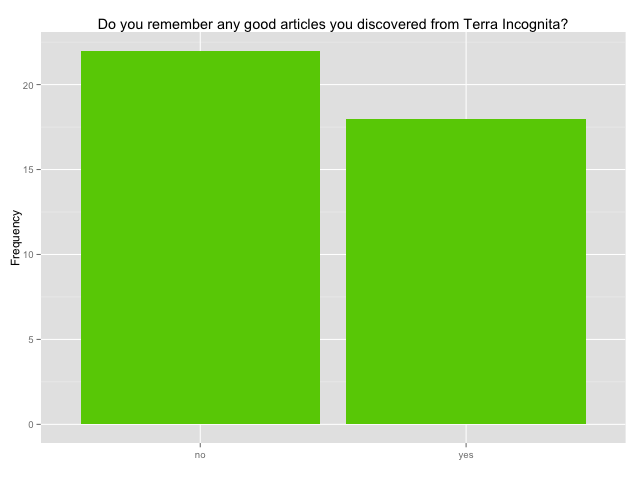 Do you remember any good articles you discovered from Terra Incognita?
Frequency
20
15
10
5
0
no
yes